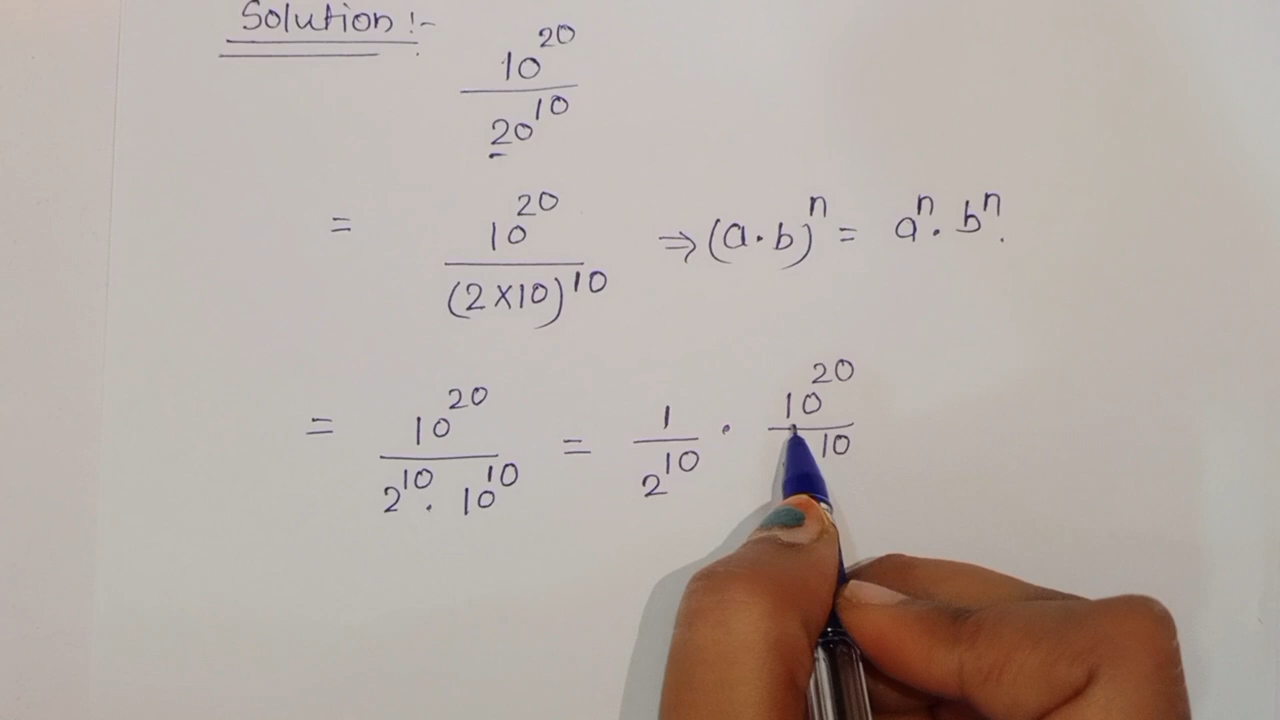 Solution :-
10^20 / 20^10
= 10^20 / (2×10)^10 ⇒ (a·b)^n = a^n · b^n.
= 10^20 / 2^10 · 10^10 = 1 / 2^10 · 10^20 / ^10